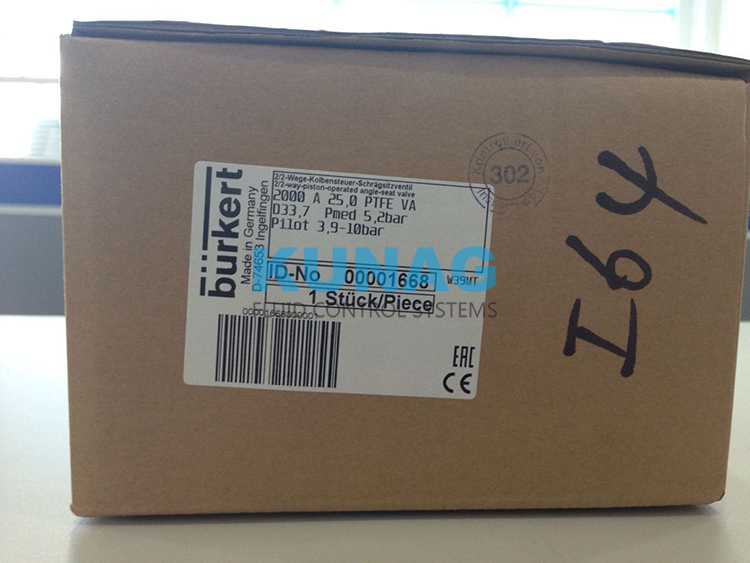 bürkert
Made in Germany
D-74653 Ingelfingen
2/2-Wege-Kolbensteuer-Schrägsitzventil
2/2-way-piston-operated angle-seat valve
2000 A 25,0 PTFE VA
D33,7 Pmed 5,2bar
Pilot 3,9-10bar
ID-No 00001668
W39MT
1 Stück/Piece
0000166800900
EAC
CE
302
I64
KUNAG
FLUID CONTROL SYSTEMS